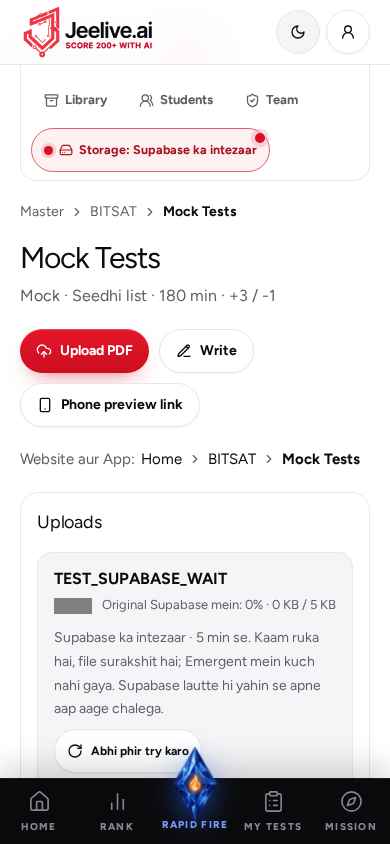 Jeelive.ai
SCORE 200+ WITH AI
Library
Students
Team
Storage: Supabase ka intezaar
Master > BITSAT > Mock Tests
Mock Tests
Mock · Seedhi list · 180 min · +3 / -1
Upload PDF
Write
Phone preview link
Website aur App: Home > BITSAT > Mock Tests
Uploads
TEST_SUPABASE_WAIT
Original Supabase mein: 0% · 0 KB / 5 KB
Supabase ka intezaar · 5 min se. Kaam ruka
hai, file surakshit hai; Emergent mein kuch
nahi gaya. Supabase lautte hi yahin se apne
aap aage chalega.
Abhi phir try karo
HOME
RANK
RAPID FIRE
MY TESTS
MISSION